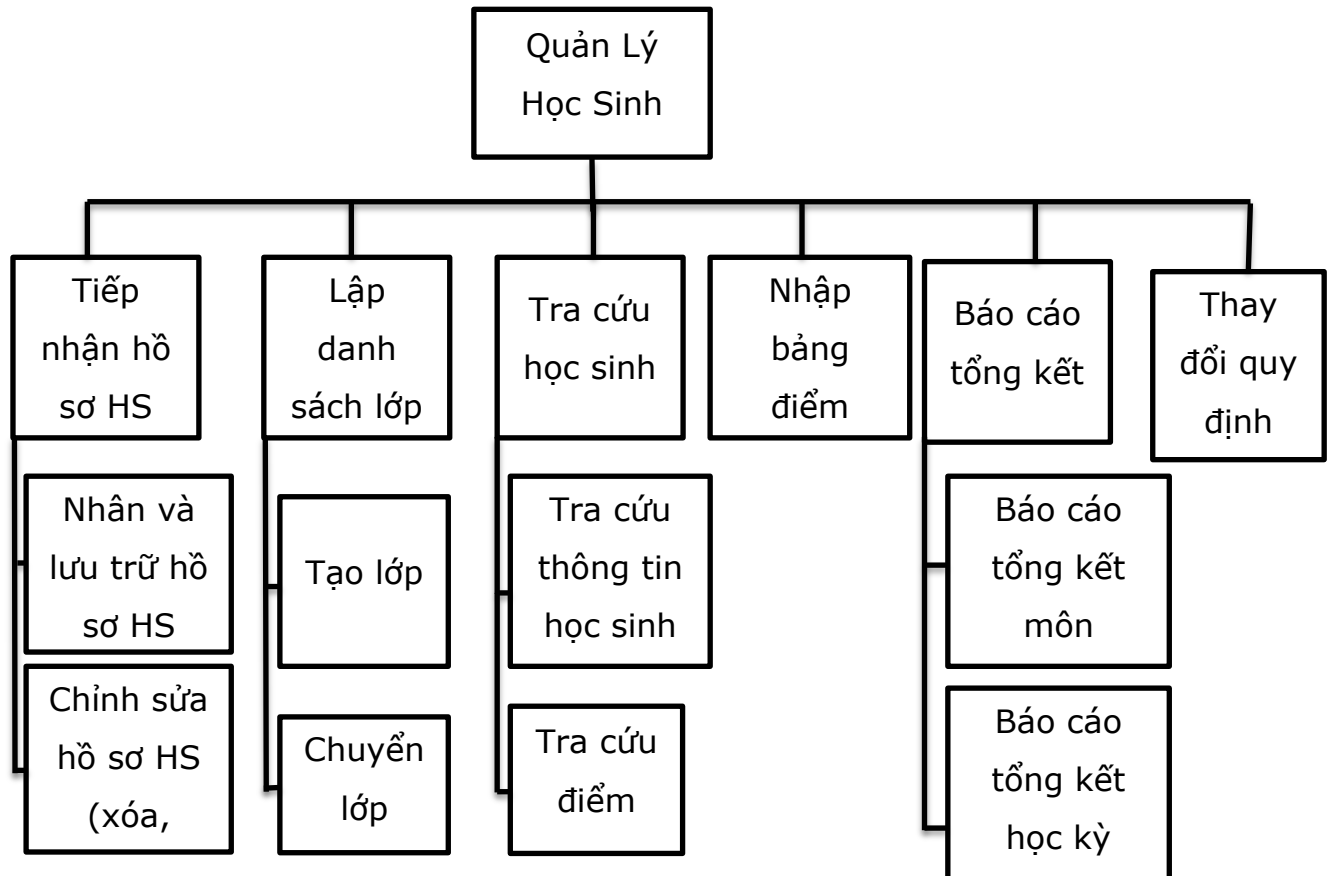 Quản Lý
Học Sinh
Tiếp
nhận hồ
sơ HS
Lập
danh
sách lớp
Tra cứu
học sinh
Nhập
bảng
điểm
Báo cáo
tổng kết
Thay
đổi quy
định
Nhân và
lưu trữ hồ
sơ HS
Tạo lớp
Tra cứu
thông tin
học sinh
Báo cáo
tổng kết
môn
Chỉnh sửa
hồ sơ HS
(xóa,
Chuyển
lớp
Tra cứu
điểm
Báo cáo
tổng kết
học kỳ